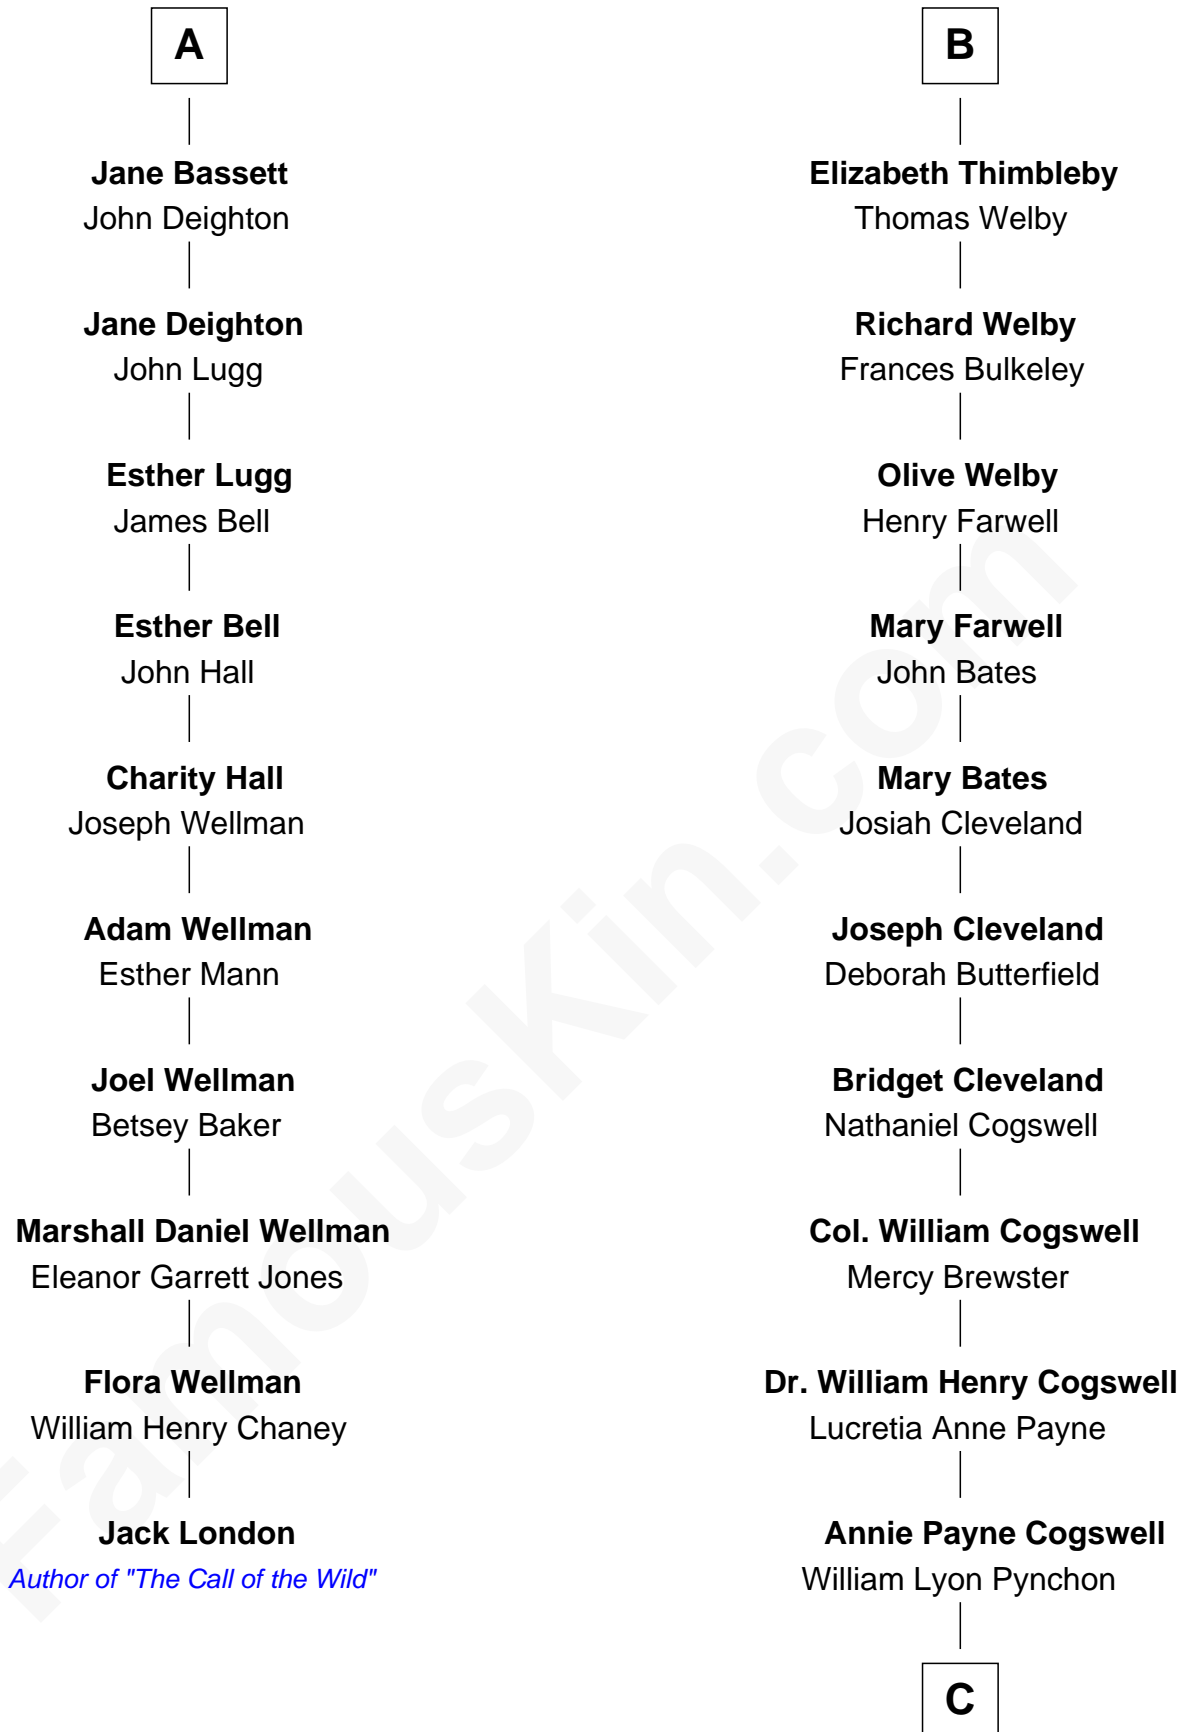 A
Jane Bassett
John Deighton
Jane Deighton
John Lugg
Esther Lugg
James Bell
Esther Bell
John Hall
Charity Hall
Joseph Wellman
Adam Wellman
Esther Mann
Joel Wellman
Betsey Baker
Marshall Daniel Wellman
Eleanor Garrett Jones
Flora Wellman
William Henry Chaney
Jack London
Author of "The Call of the Wild"
B
Elizabeth Thimbleby
Thomas Welby
Richard Welby
Frances Bulkeley
Olive Welby
Henry Farwell
Mary Farwell
John Bates
Mary Bates
Josiah Cleveland
Joseph Cleveland
Deborah Butterfield
Bridget Cleveland
Nathaniel Cogswell
Col. William Cogswell
Mercy Brewster
Dr. William Henry Cogswell
Lucretia Anne Payne
Annie Payne Cogswell
William Lyon Pynchon
C
FamousKin.com